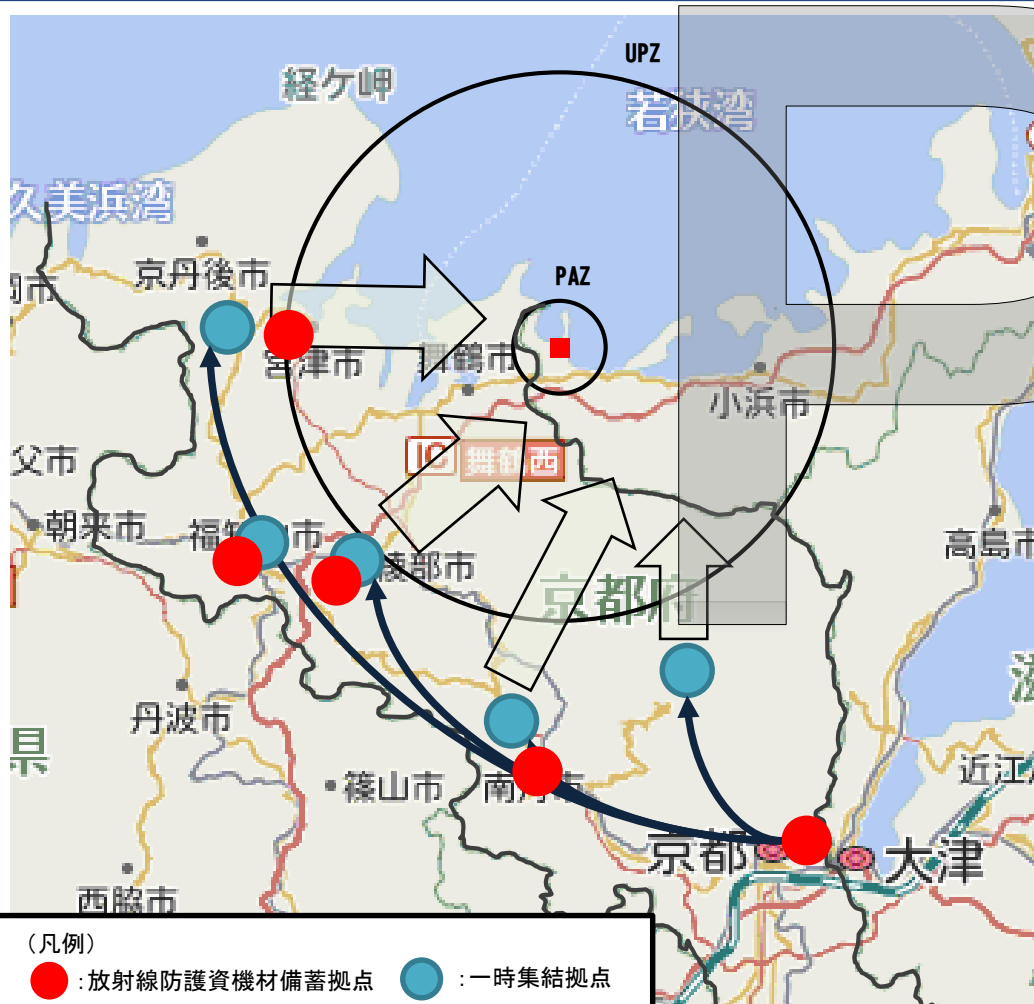 UPZ
経ケ岬
若狭湾
久美浜湾
京丹後市
PAZ
宮津市
舞鶴市
小浜市
IC 舞鶴西
父市
朝来市
福知山市
綾部市
高島市
京都府
丹波市
県
篠山市
南丹市
近江
京都
大津
西脇市
（凡例）
：放射線防護資機材備蓄拠点
：一時集結拠点